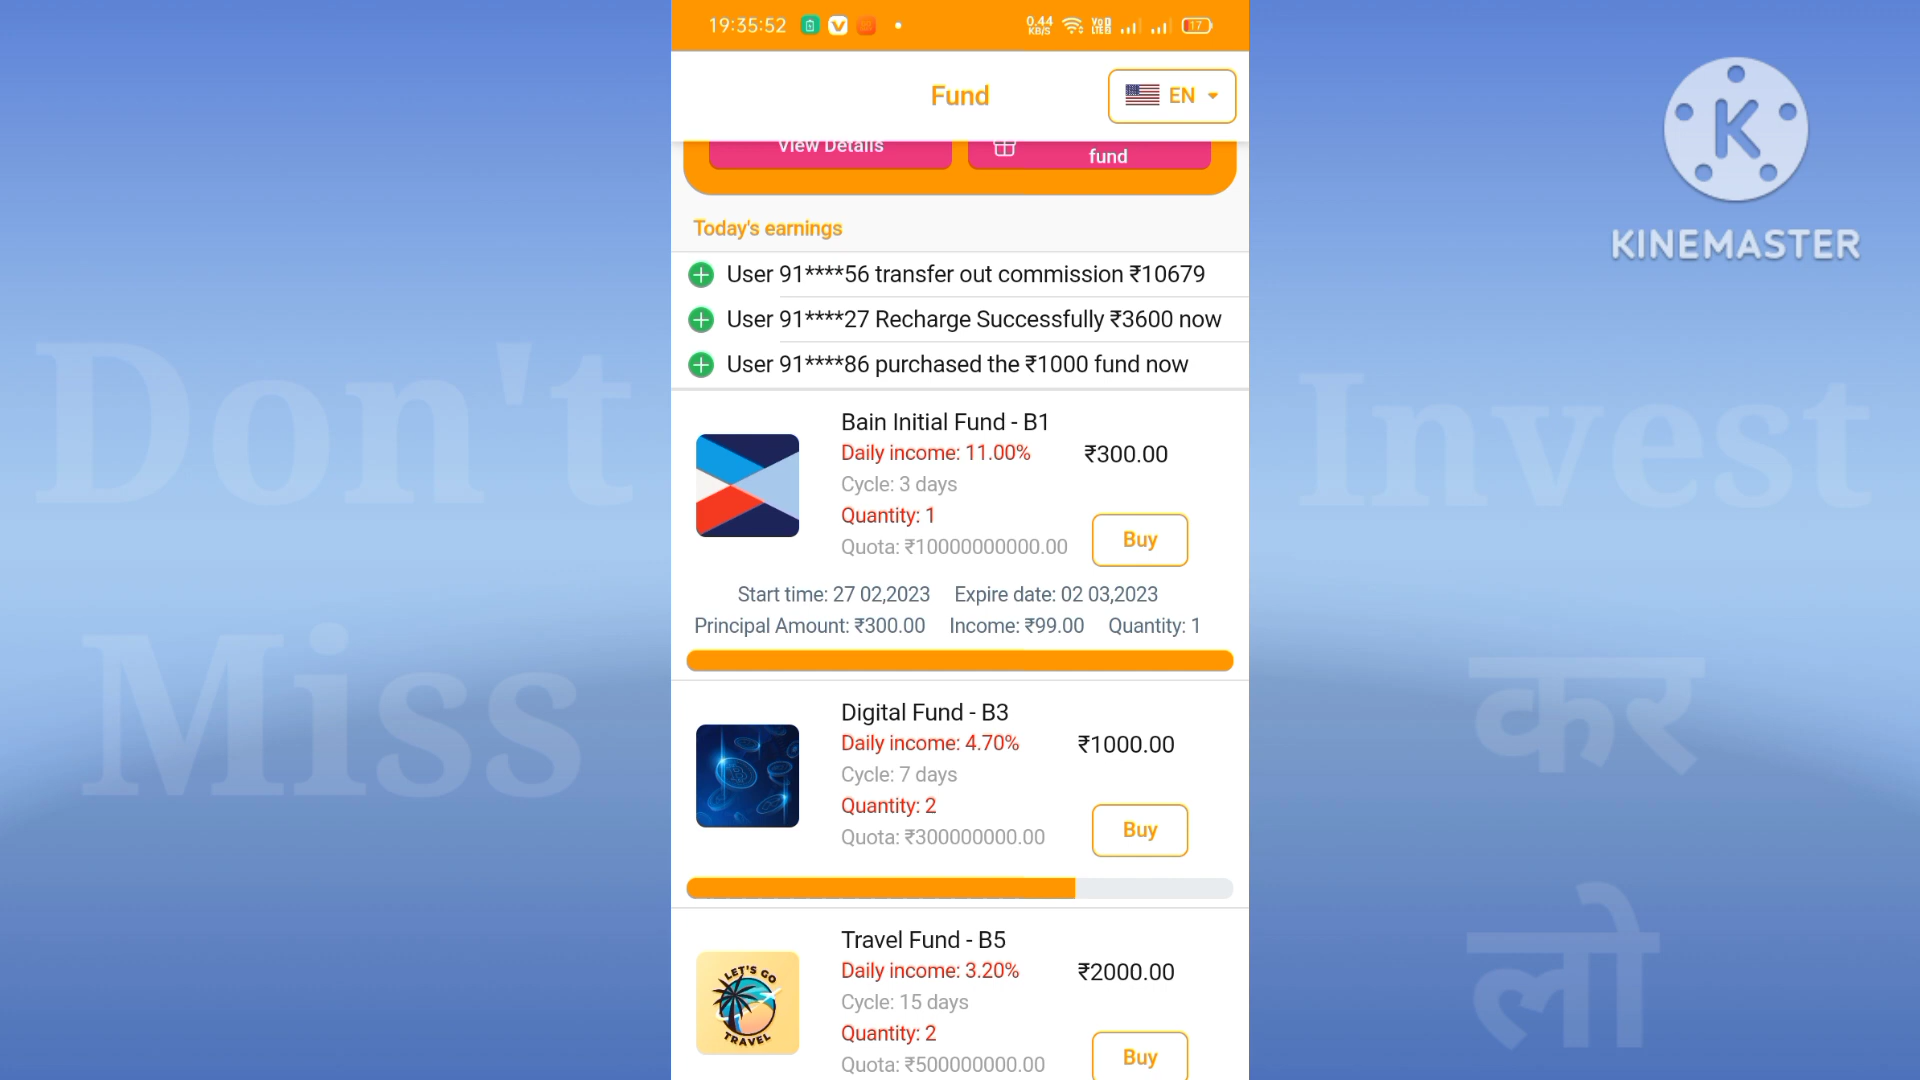 19:35:52
0.44 KB/S
17
Fund
EN
View Details
fund
Today's earnings
User 91****56 transfer out commission ₹10679
User 91****27 Recharge Successfully ₹3600 now
User 91****86 purchased the ₹1000 fund now
Bain Initial Fund - B1
Daily income: 11.00%
₹300.00
Cycle: 3 days
Quantity: 1
Buy
Quota: ₹10000000000.00
Start time: 27 02,2023 Expire date: 02 03,2023
Principal Amount: ₹300.00 Income: ₹99.00 Quantity: 1
Digital Fund - B3
Daily income: 4.70%
₹1000.00
Cycle: 7 days
Quantity: 2
Buy
Quota: ₹300000000.00
Travel Fund - B5
Daily income: 3.20%
₹2000.00
Cycle: 15 days
Quantity: 2
Buy
Quota: ₹500000000.00
LET'S GO
TRAVEL
Don't
Miss
Invest
कर
लो
K
KINEMASTER